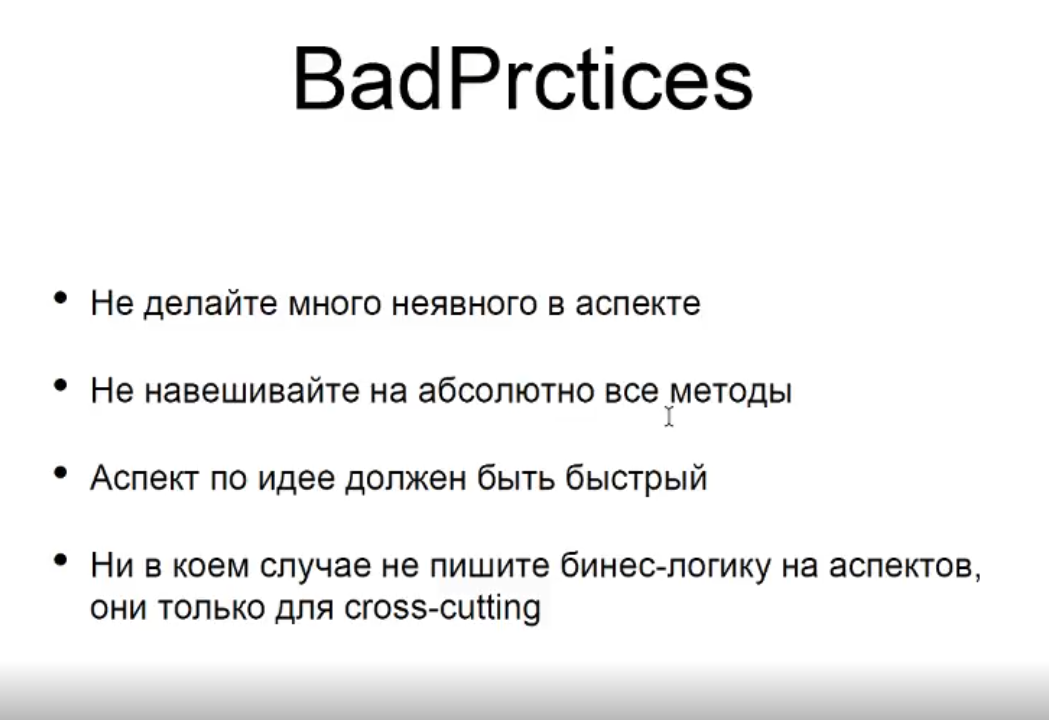 BadPrctices
• Не делайте много неявного в аспекте
• Не навешивайте на абсолютно все методы
• Аспект по идее должен быть быстрый
• Ни в коем случае не пишите бинес-логику на аспектов,
они только для cross-cutting